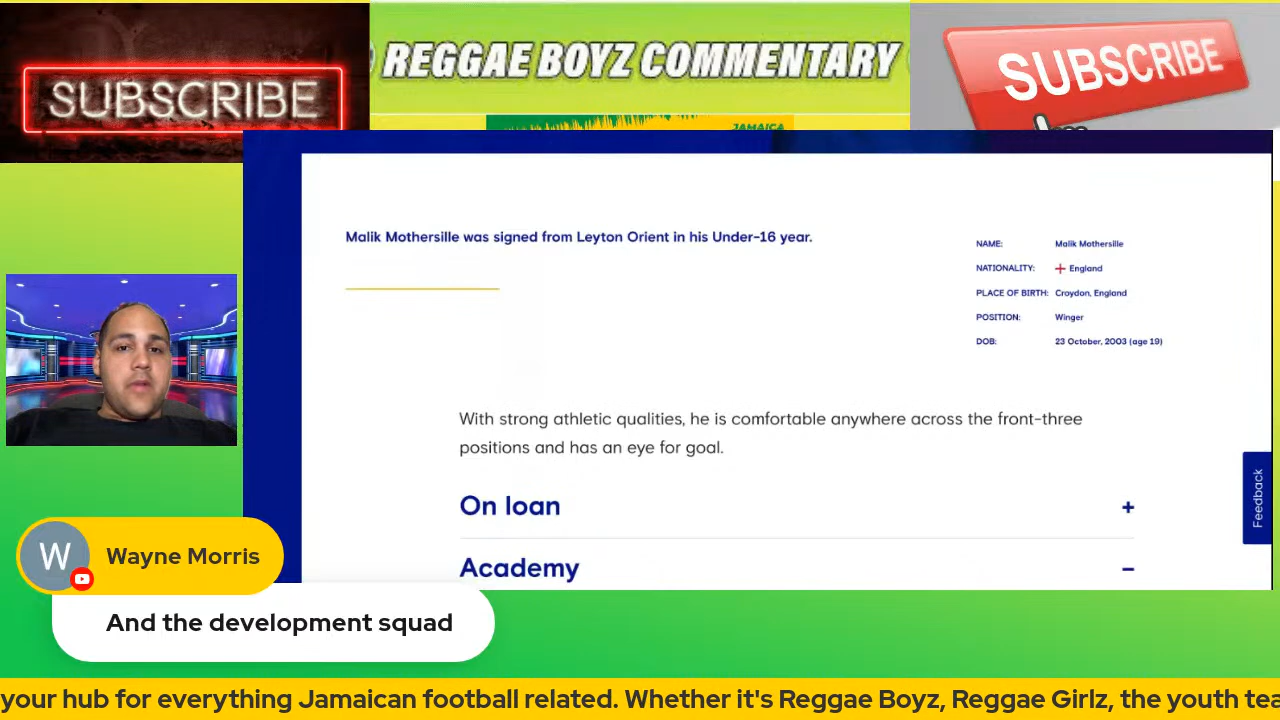 SUBSCRIBE
REGGAE BOYZ COMMENTARY
SUBSCRIBE
JAMAICA
Malik Mothersille was signed from Leyton Orient in his Under-16 year.
NAME: Malik Mothersille
NATIONALITY: England
PLACE OF BIRTH: Croydon, England
POSITION: Winger
DOB: 23 October, 2003 (age 19)
With strong athletic qualities, he is comfortable anywhere across the front-three
positions and has an eye for goal.
On loan +
Academy −
Feedback
W
Wayne Morris
And the development squad
your hub for everything Jamaican football related. Whether it's Reggae Boyz, Reggae Girlz, the youth tea